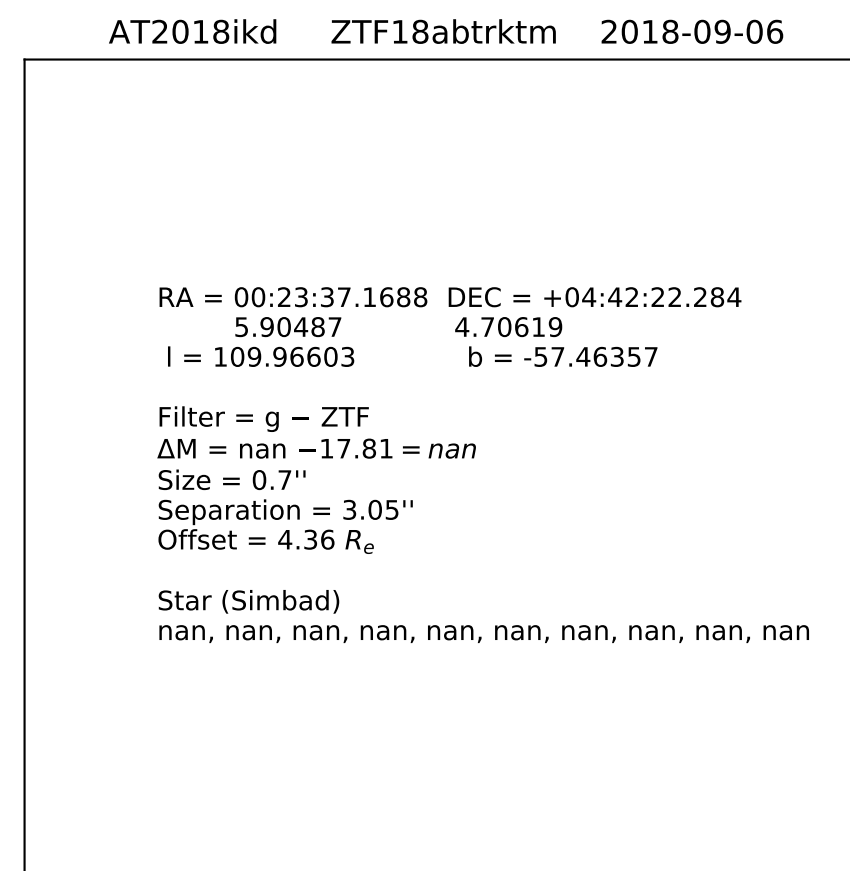 AT2018ikd ZTF18abtrktm 2018-09-06
RA = 00:23:37.1688 DEC = +04:42:22.284
5.90487 4.70619
l = 109.96603 b = -57.46357
Filter = g − ZTF
ΔM = nan −17.81 = nan
Size = 0.7''
Separation = 3.05''
Offset = 4.36 Rₑ
Star (Simbad)
nan, nan, nan, nan, nan, nan, nan, nan, nan, nan